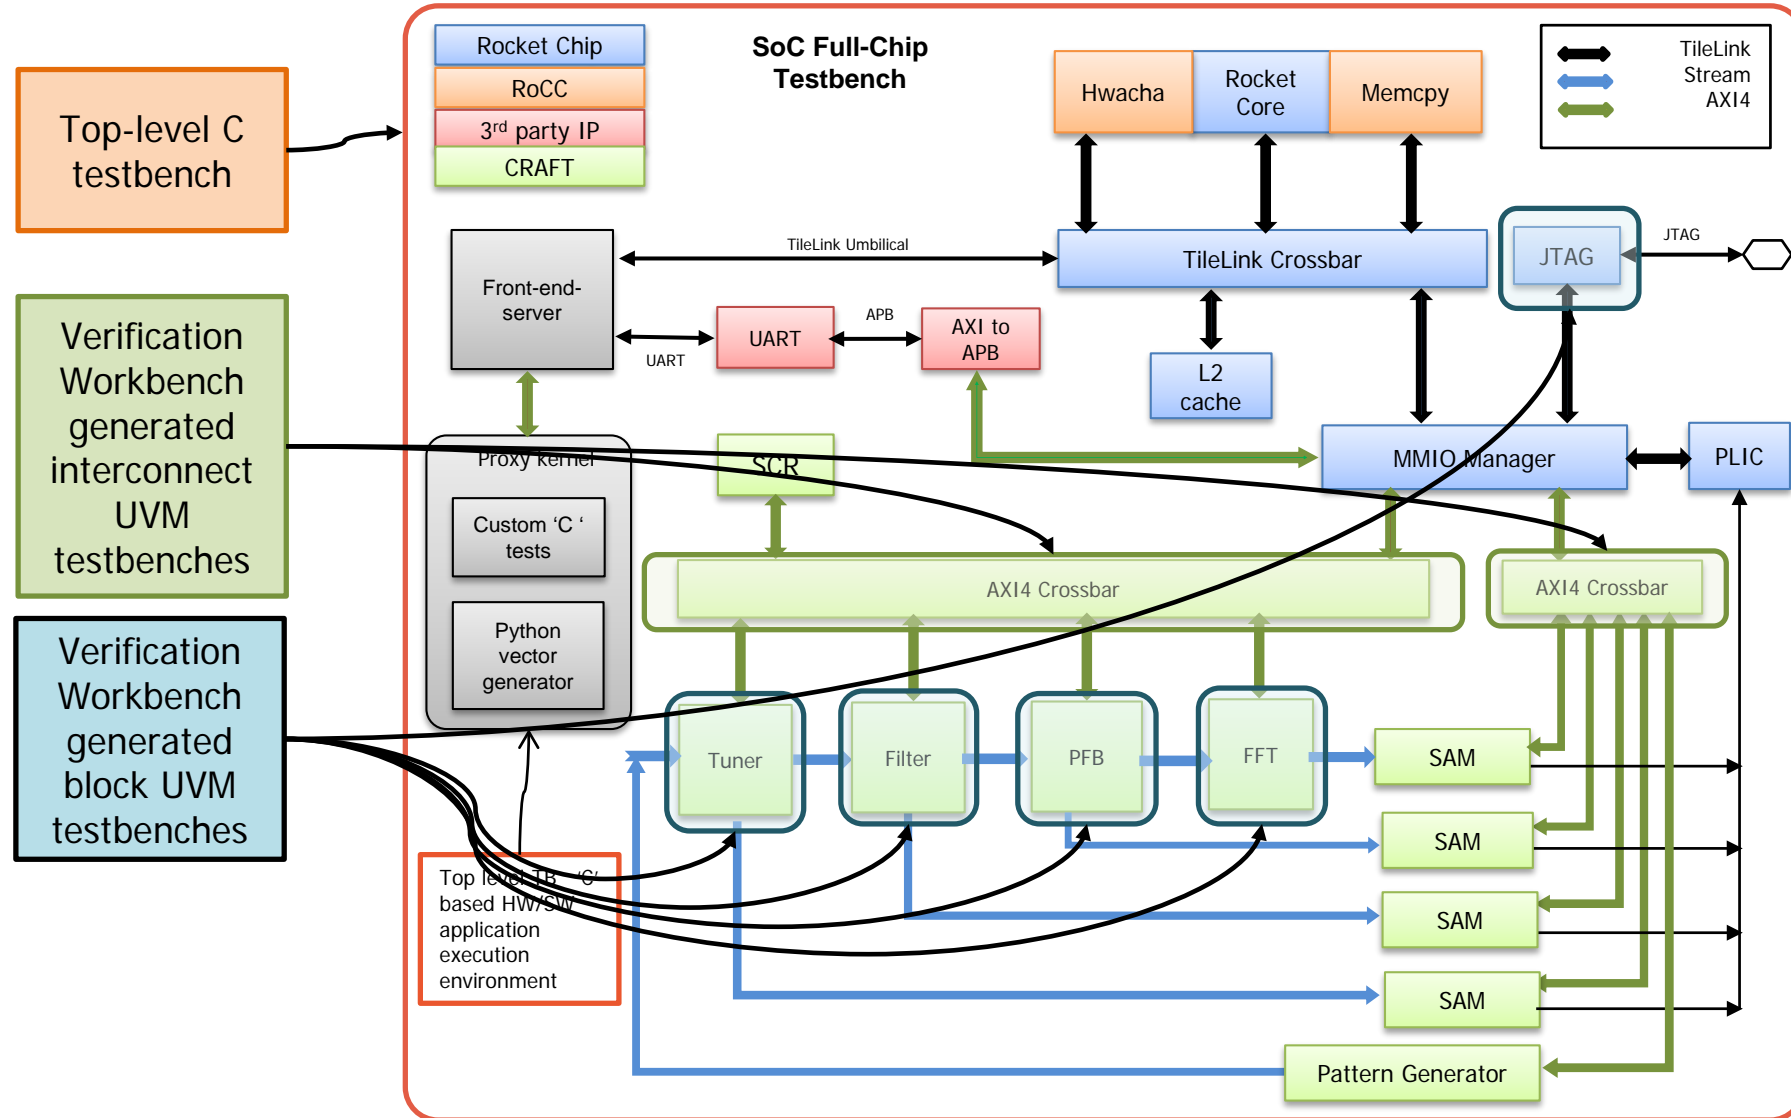 Top-level C
testbench
Verification
Workbench
generated
interconnect
UVM
testbenches
Verification
Workbench
generated
block UVM
testbenches
Rocket Chip
RoCC
3rd party IP
CRAFT
SoC Full-Chip
Testbench
Hwacha
Rocket
Core
Memcpy
TileLink
Stream
AXI4
Front-end-
server
TileLink Umbilical
TileLink Crossbar
JTAG
JTAG
UART
UART
APB
AXI to
APB
L2
cache
Proxy kernel
Custom ‘C ‘
tests
Python
vector
generator
SCR
MMIO Manager
PLIC
AXI4 Crossbar
AXI4 Crossbar
Tuner
Filter
PFB
FFT
SAM
SAM
SAM
SAM
Pattern Generator
Top level TB – ‘C’
based HW/SW
application
execution
environment